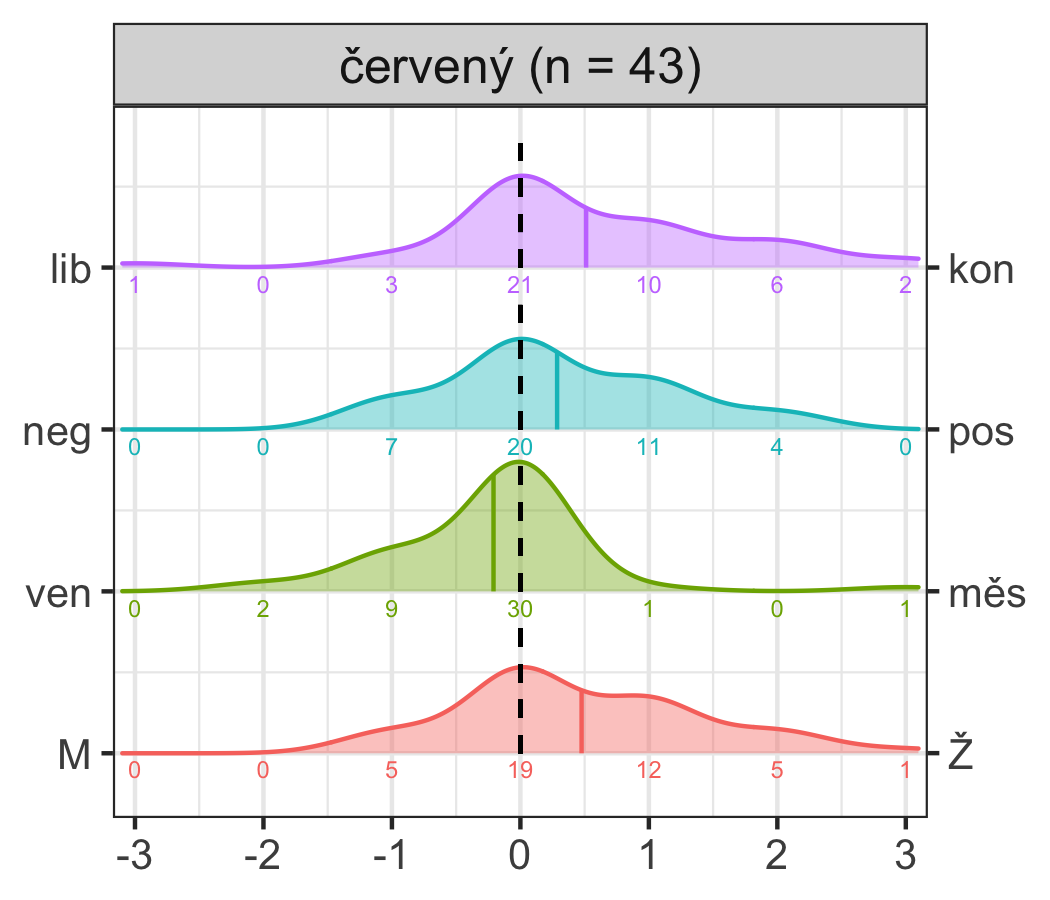 červený (n = 43)
lib kon
1 0 3 21 10 6 2
neg pos
0 0 7 20 11 4 0
ven měs
0 2 9 30 1 0 1
M Ž
0 0 5 19 12 5 1
-3 -2 -1 0 1 2 3